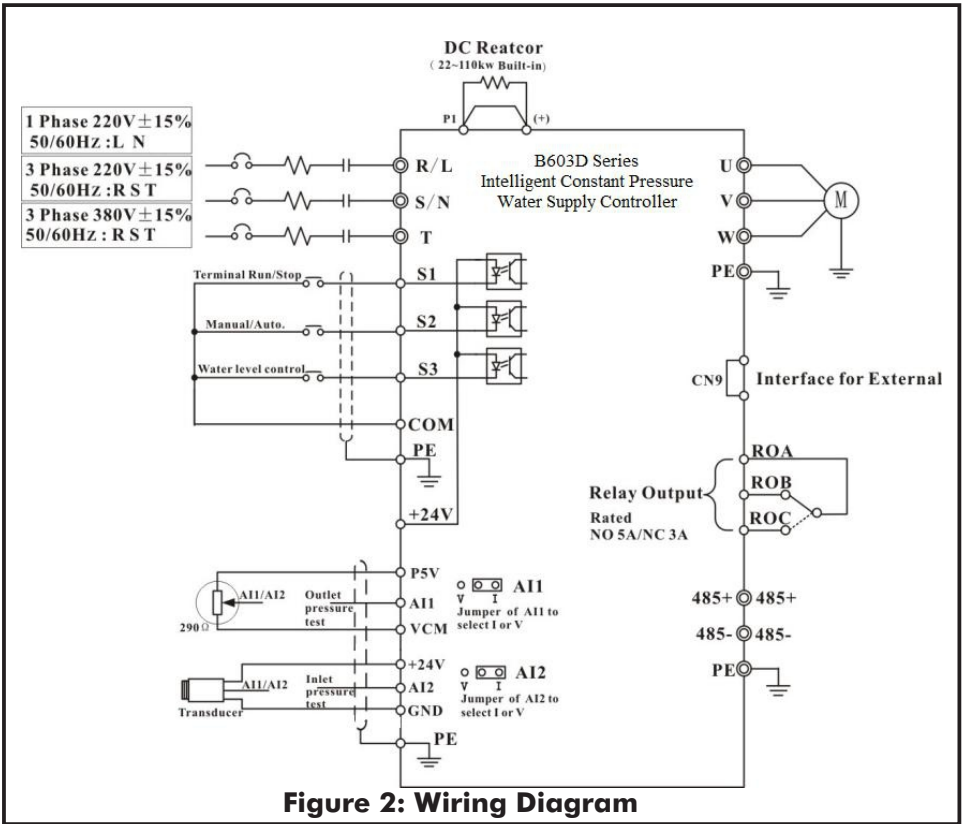 DC Reatcor
( 22~110kw Built-in)
P1
(+)
1 Phase 220V±15%
50/60Hz :L N
3 Phase 220V±15%
50/60Hz :R S T
3 Phase 380V±15%
50/60Hz : R S T
R/L
S/N
T
B603D Series
Intelligent Constant Pressure
Water Supply Controller
U
V
W
M
PE
Terminal Run/Stop
S1
Manual/Auto.
S2
Water level control
S3
COM
PE
+24V
CN9
Interface for External
ROA
ROB
ROC
Relay Output
Rated
NO 5A/NC 3A
P5V
AI1/AI2
Outlet
pressure
test
AI1
290Ω
VCM
AI1
V I
Jumper of AI1 to
select I or V
+24V
AI1/AI2
Inlet
pressure
test
AI2
Transducer
GND
AI2
V I
Jumper of AI2 to
select I or V
PE
485+ 485+
485- 485-
PE
Figure 2: Wiring Diagram